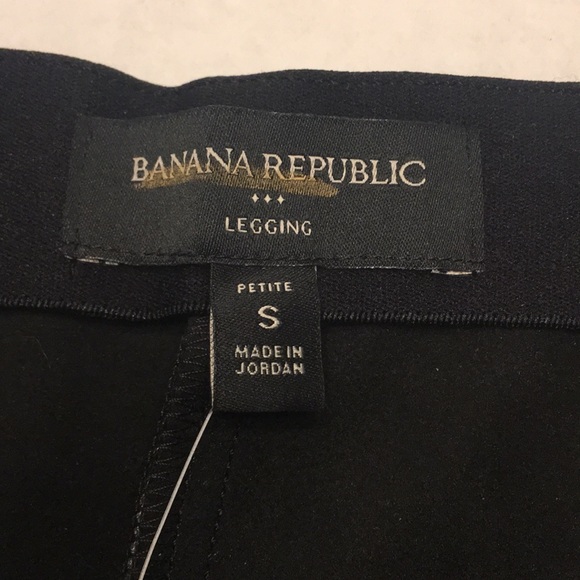 BANANA REPUBLIC
LEGGING
PETITE
S
MADE IN
JORDAN